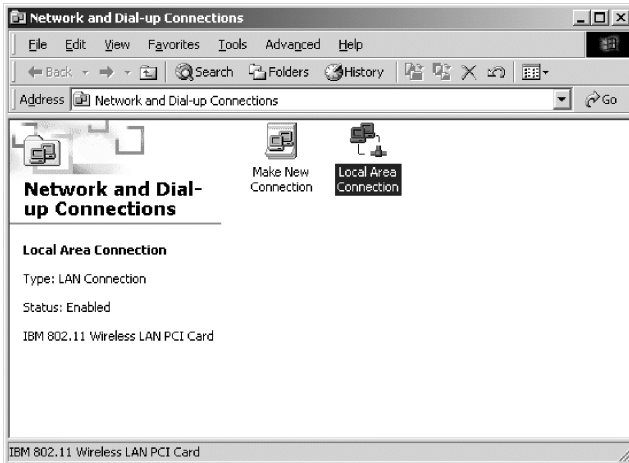 Network and Dial-up Connections
File Edit View Favorites Tools Advanced Help
Back Search Folders History
Address Network and Dial-up Connections Go
Make New
Connection
Local Area
Connection
Network and Dial-
up Connections
Local Area Connection
Type: LAN Connection
Status: Enabled
IBM 802.11 Wireless LAN PCI Card
IBM 802.11 Wireless LAN PCI Card